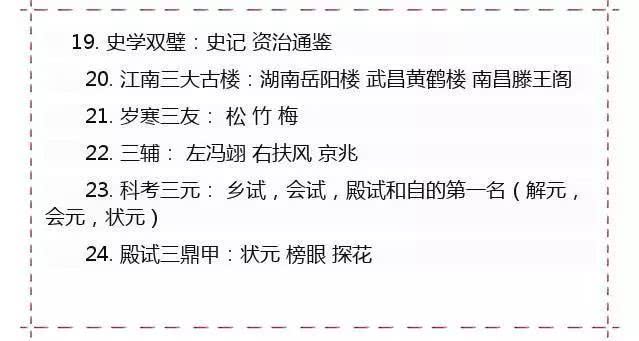 19. 史学双璧：史记 资治通鉴
20. 江南三大古楼：湖南岳阳楼 武昌黄鹤楼 南昌滕王阁
21. 岁寒三友： 松 竹 梅
22. 三辅： 左冯翊 右扶风 京兆
23. 科考三元： 乡试，会试，殿试和自的第一名（解元，
会元，状元）
24. 殿试三鼎甲：状元 榜眼 探花